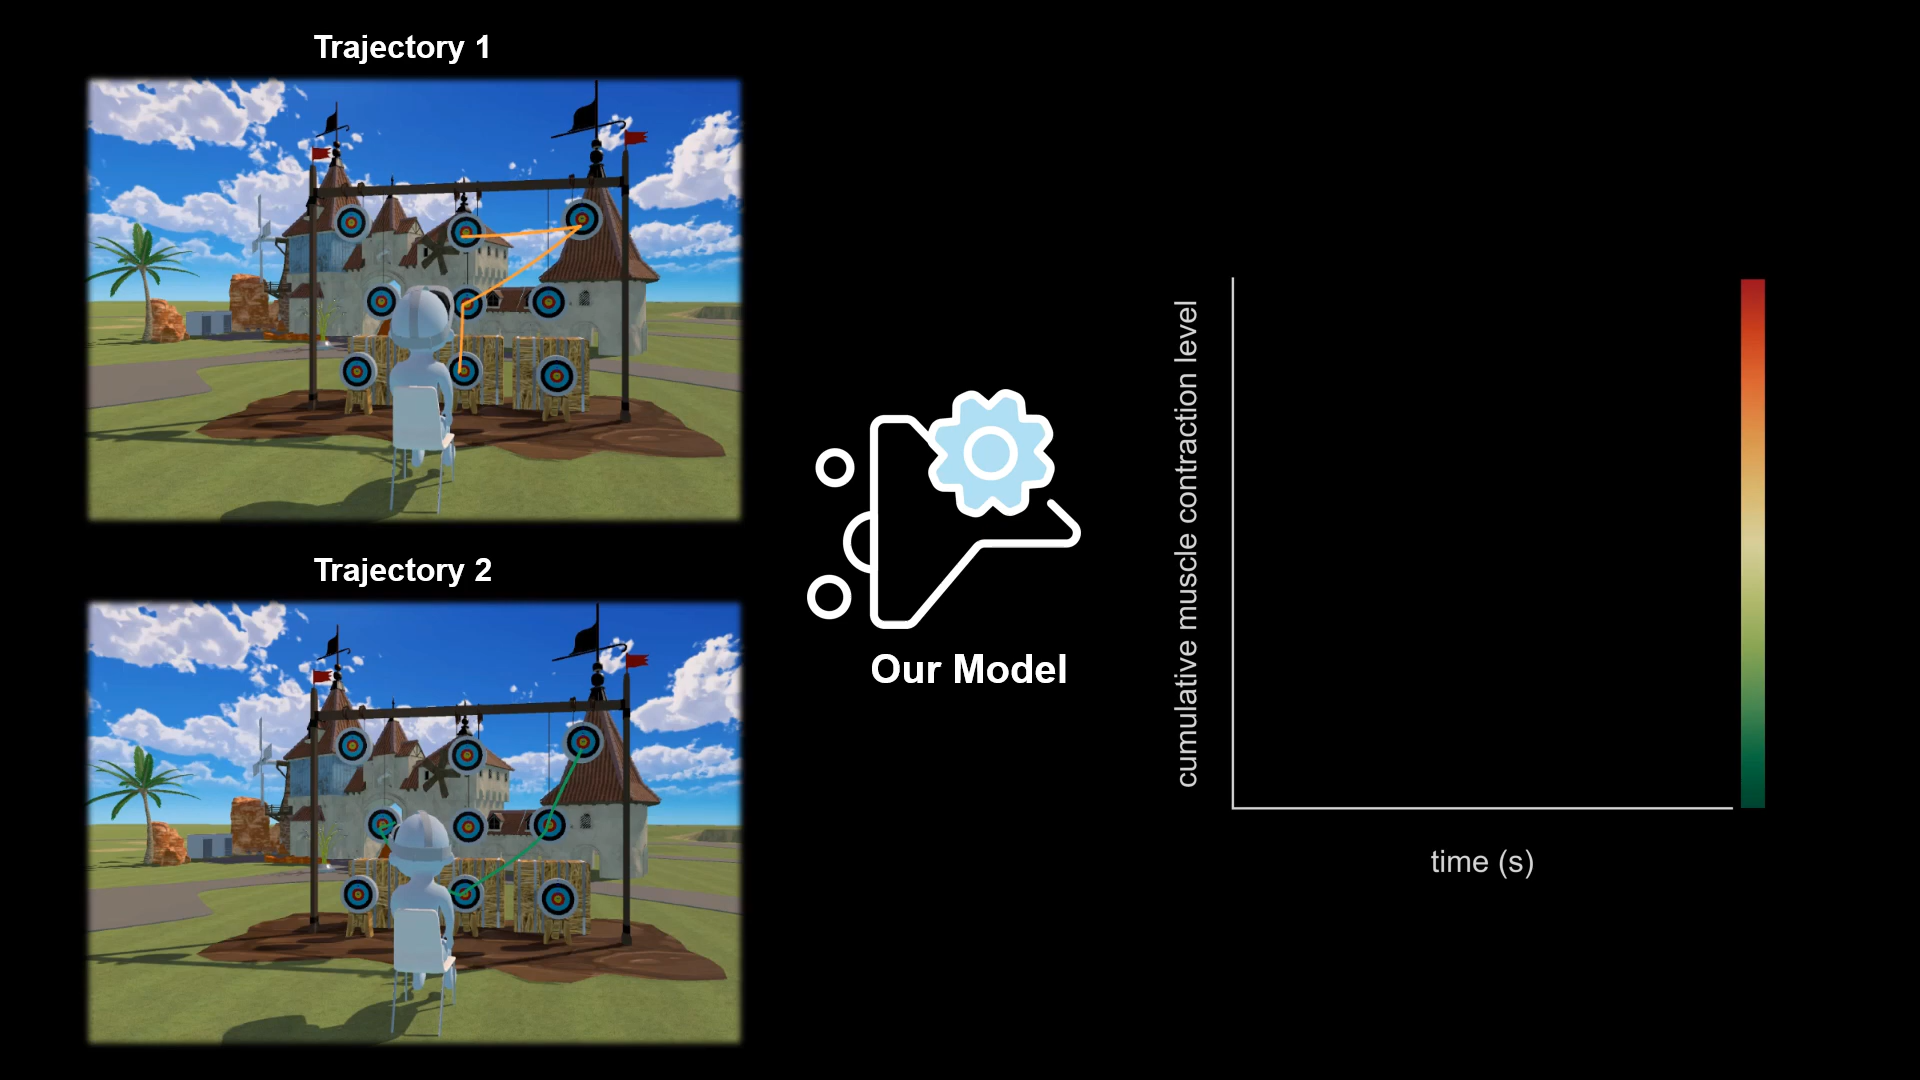 Trajectory 1
Trajectory 2
Our Model
cumulative muscle contraction level
time (s)